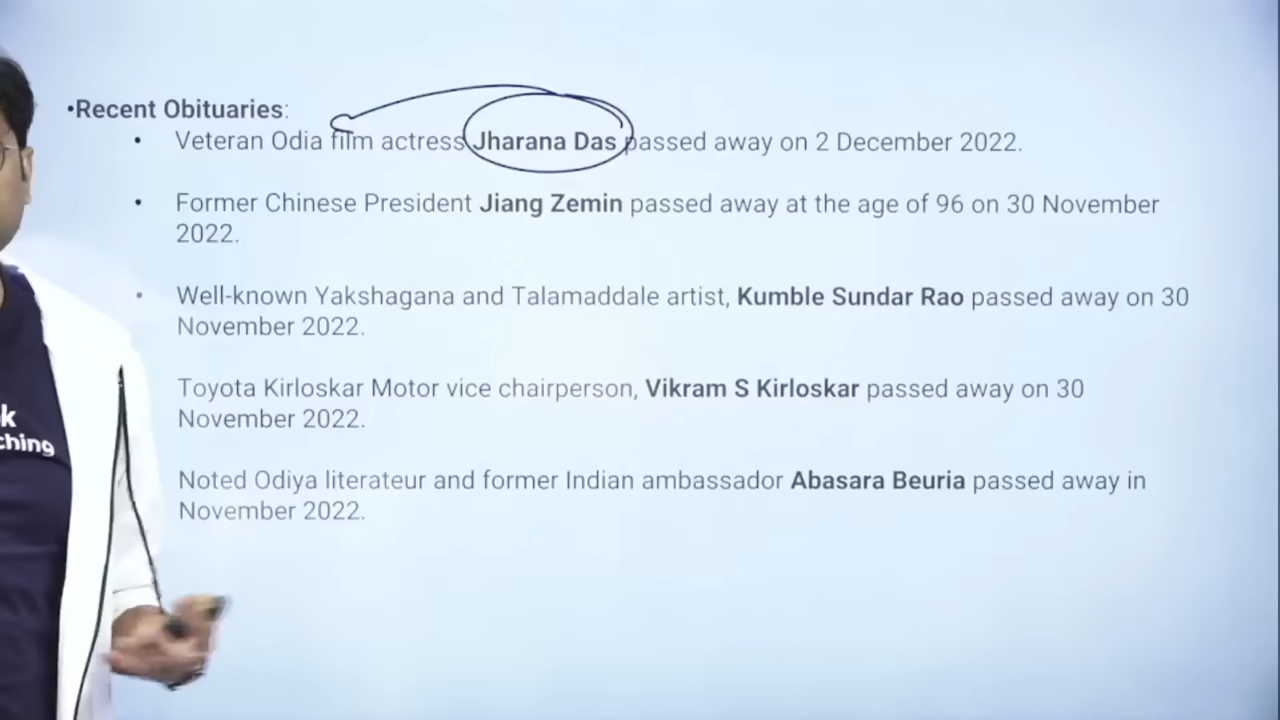 •Recent Obituaries:
• Veteran Odia film actress Jharana Das passed away on 2 December 2022.
• Former Chinese President Jiang Zemin passed away at the age of 96 on 30 November
2022.
• Well-known Yakshagana and Talamaddale artist, Kumble Sundar Rao passed away on 30
November 2022.
Toyota Kirloskar Motor vice chairperson, Vikram S Kirloskar passed away on 30
November 2022.
Noted Odiya literateur and former Indian ambassador Abasara Beuria passed away in
November 2022.